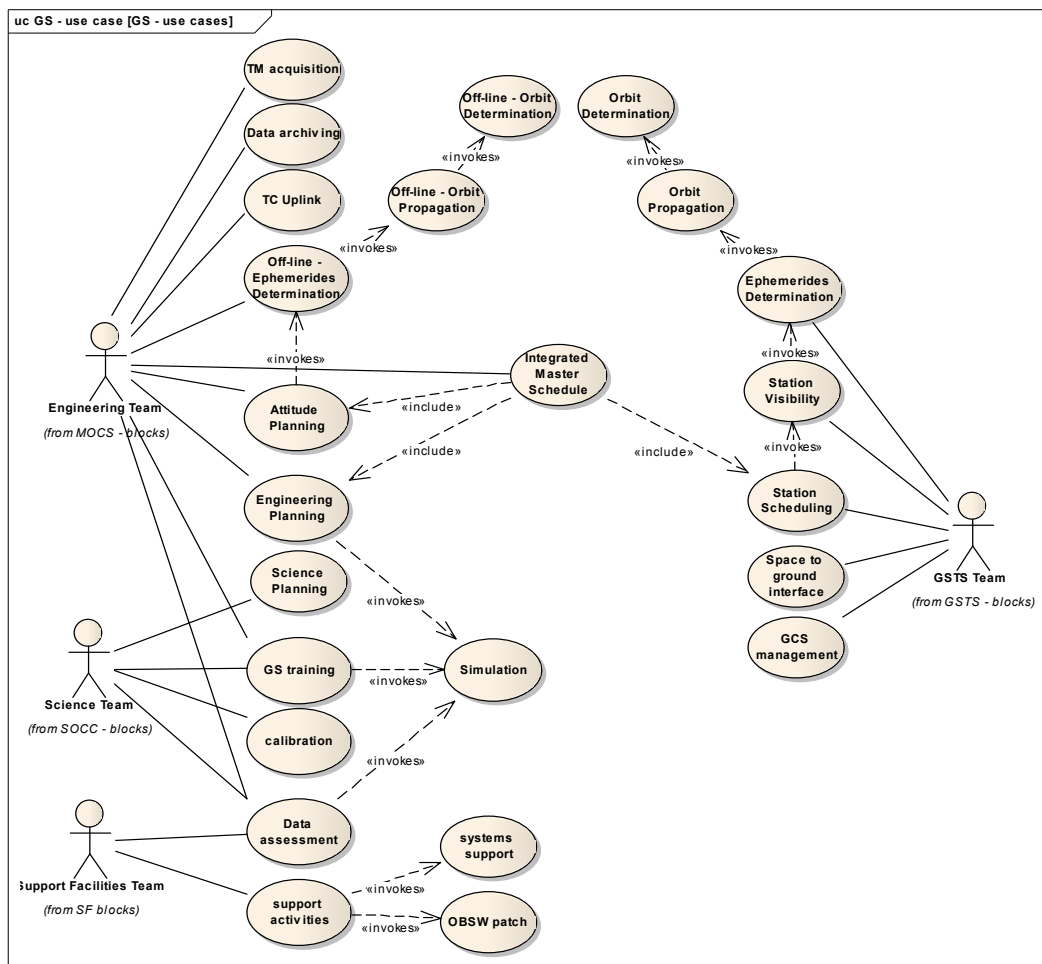 uc GS - use case [GS - use cases]
TM acquisition
Data archiving
TC Uplink
Off-line -
Ephemerides
Determination
Off-line - Orbit
Determination
Orbit
Determination
«invokes»
«invokes»
Off-line - Orbit
Propagation
Orbit
Propagation
«invokes»
«invokes»
Ephemerides
Determination
«invokes»
«invokes»
Integrated
Master
Schedule
Station
Visibility
Engineering Team
(from MOCS - blocks)
Attitude
Planning
«include»
«include»
«include»
«invokes»
Engineering
Planning
Station
Scheduling
Science
Planning
Space to
ground
interface
GSTS Team
(from GSTS - blocks)
«invokes»
GCS
management
GS training
«invokes»
Simulation
Science Team
(from SOCC - blocks)
calibration
«invokes»
Data
assessment
systems
support
Support Facilities Team
(from SF blocks)
support
activities
«invokes»
«invokes»
OBSW patch